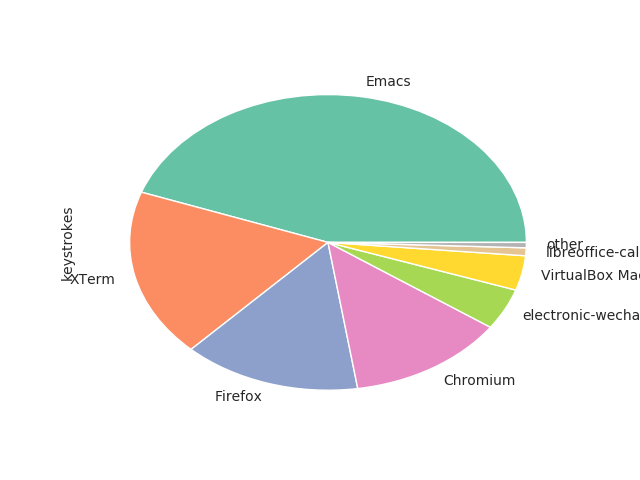 Emacs
other
libreoffice-cal
keystrokes
VirtualBox Mac
XTerm
electronic-wecha
Chromium
Firefox